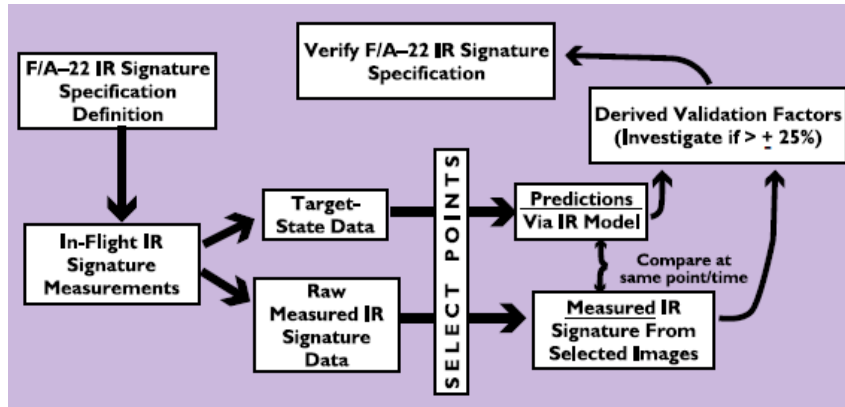 F/A–22 IR Signature
Specification
Definition
Verify F/A–22 IR Signature
Specification
Derived Validation Factors
(Investigate if > ± 25%)
In-Flight IR
Signature
Measurements
Target-
State Data
Raw
Measured IR
Signature
Data
SELECT POINTS
Predictions
Via IR Model
Compare at
same point/time
Measured IR
Signature From
Selected Images